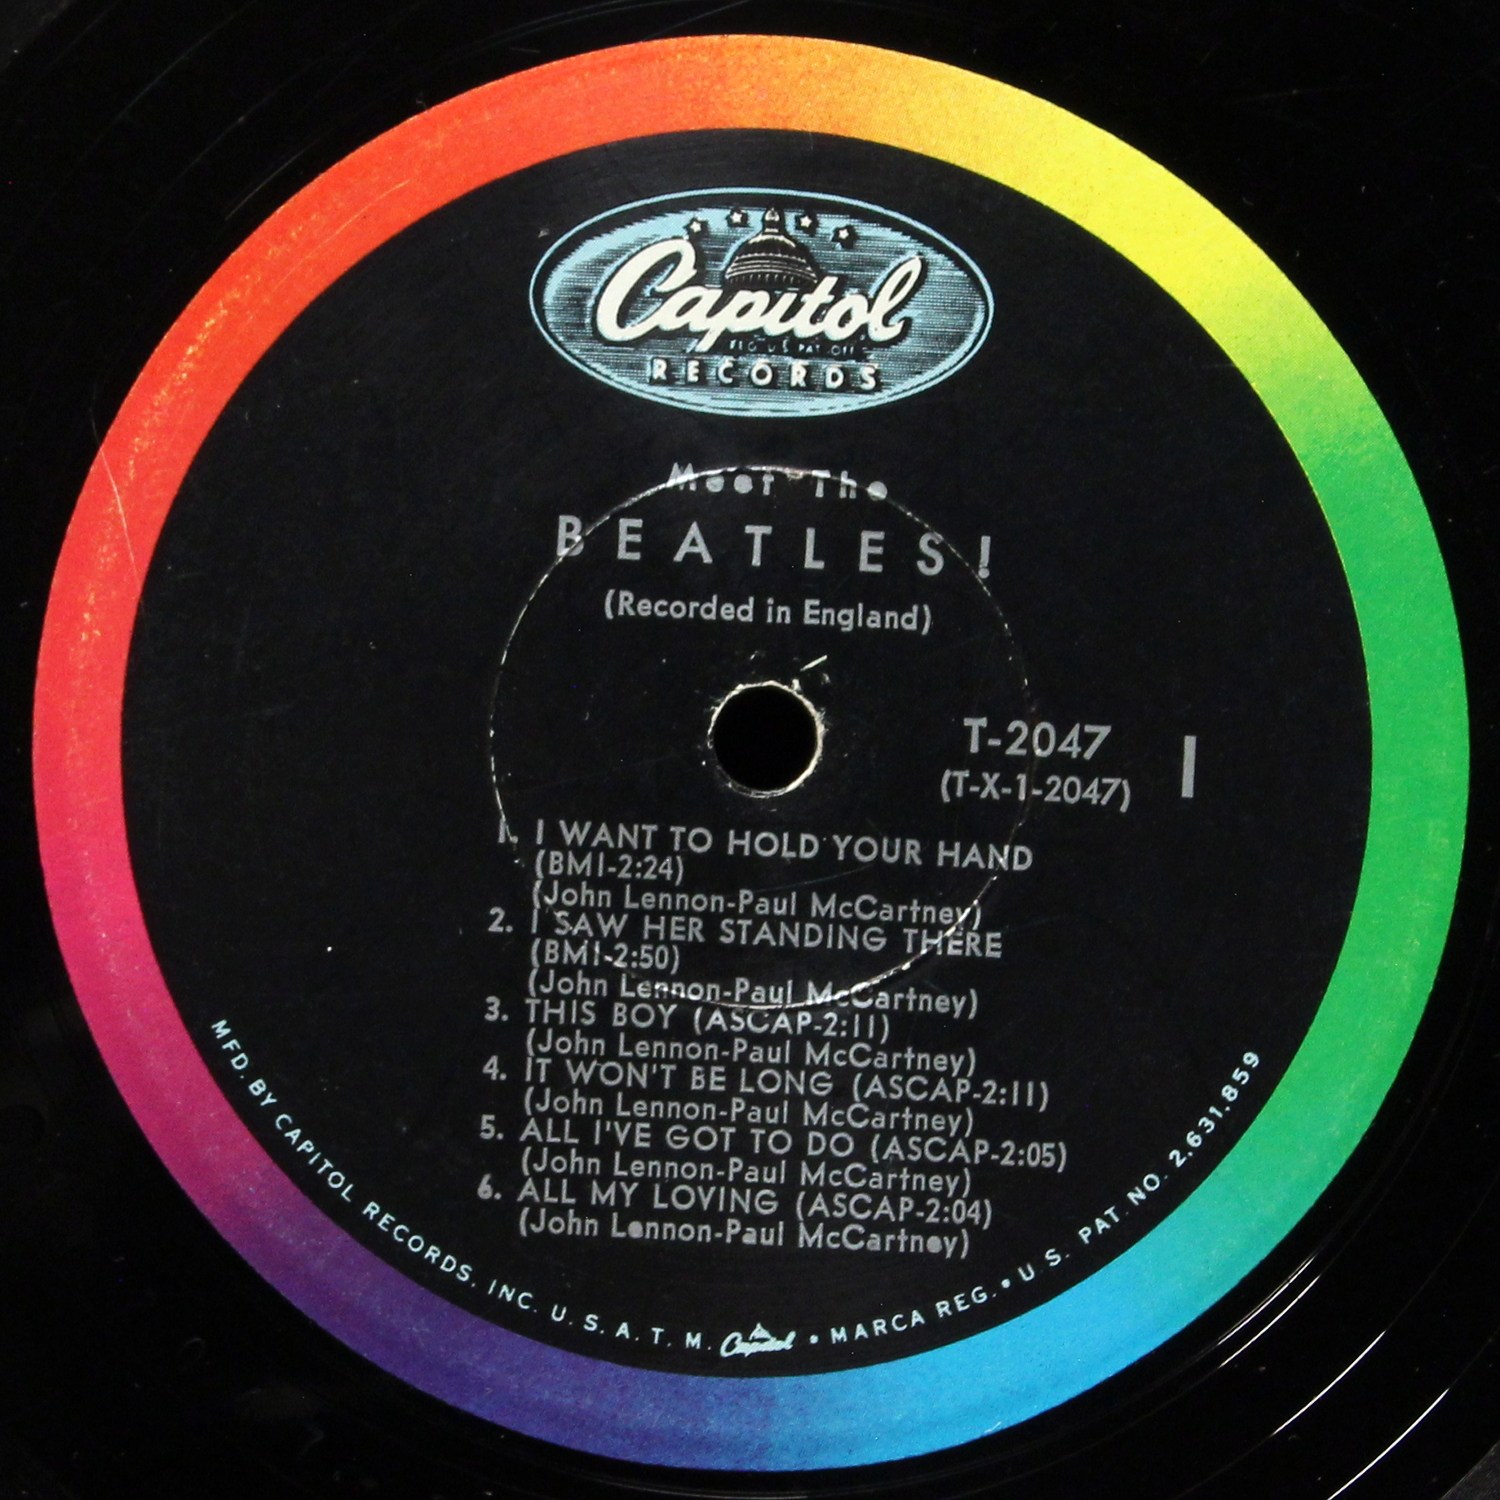 Capitol
REG. U.S. PAT. OFF.
RECORDS
Meet The
BEATLES!
(Recorded in England)
T-2047
(T-X-1-2047)
1
1. I WANT TO HOLD YOUR HAND
(BMI-2:24)
(John Lennon-Paul McCartney)
2. I SAW HER STANDING THERE
(BMI-2:50)
(John Lennon-Paul McCartney)
3. THIS BOY (ASCAP-2:11)
(John Lennon-Paul McCartney)
4. IT WON'T BE LONG (ASCAP-2:11)
(John Lennon-Paul McCartney)
5. ALL I'VE GOT TO DO (ASCAP-2:05)
(John Lennon-Paul McCartney)
6. ALL MY LOVING (ASCAP-2:04)
(John Lennon-Paul McCartney)
MFD. BY CAPITOL RECORDS, INC. U.S.A. T.M. Capitol • MARCA REG. • U.S. PAT. NO. 2,631,859